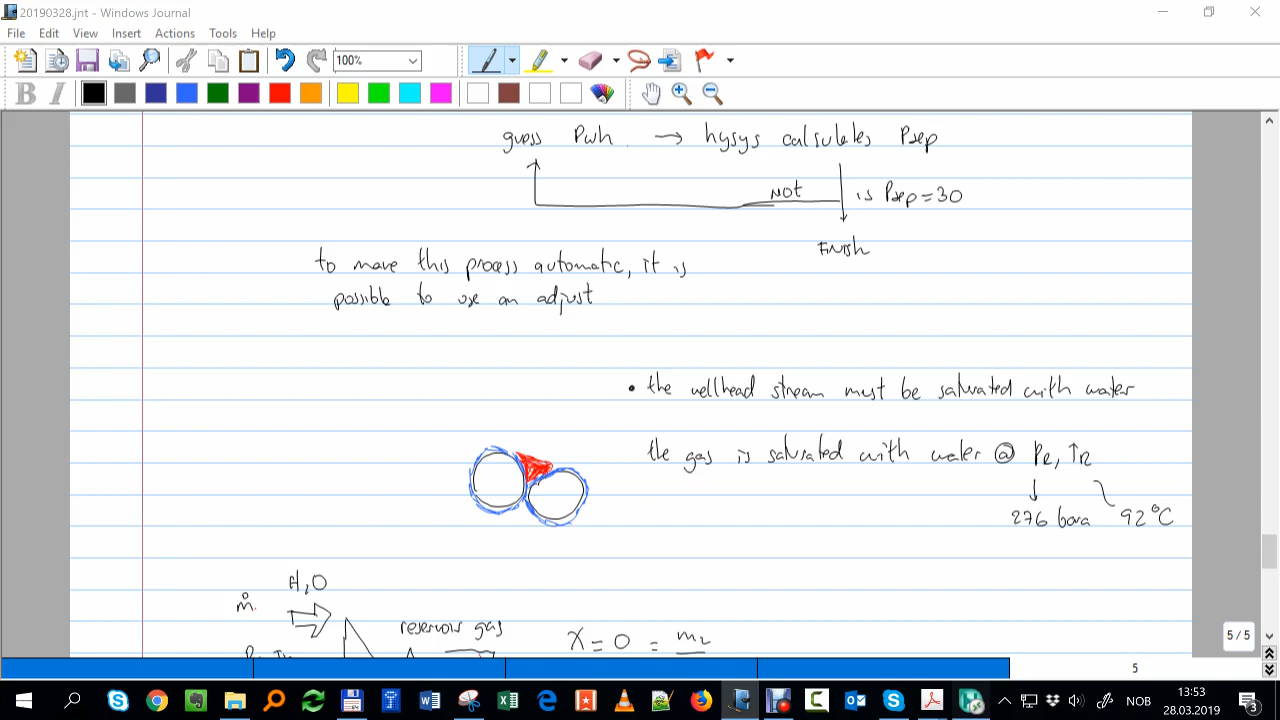 20190328.jnt - Windows Journal
File Edit View Insert Actions Tools Help
100%
B I
guess Pwh → hysys calculates Psep
NOT
is Psep=30
Finish
to make this process automatic, it is
possible to use an adjust
• the wellhead stream must be saturated with water
the gas is saturated with water @ PR, TR
276 bara 92°C
H2O
ṁ
reservoir gas
X = 0 = m2
5 / 5
5
NOB
13:53
28.03.2019
3